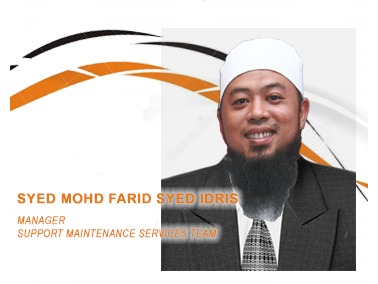 SYED MOHD FARID SYED IDRIS
MANAGER
SUPPORT MAINTENANCE SERVICES TEAM